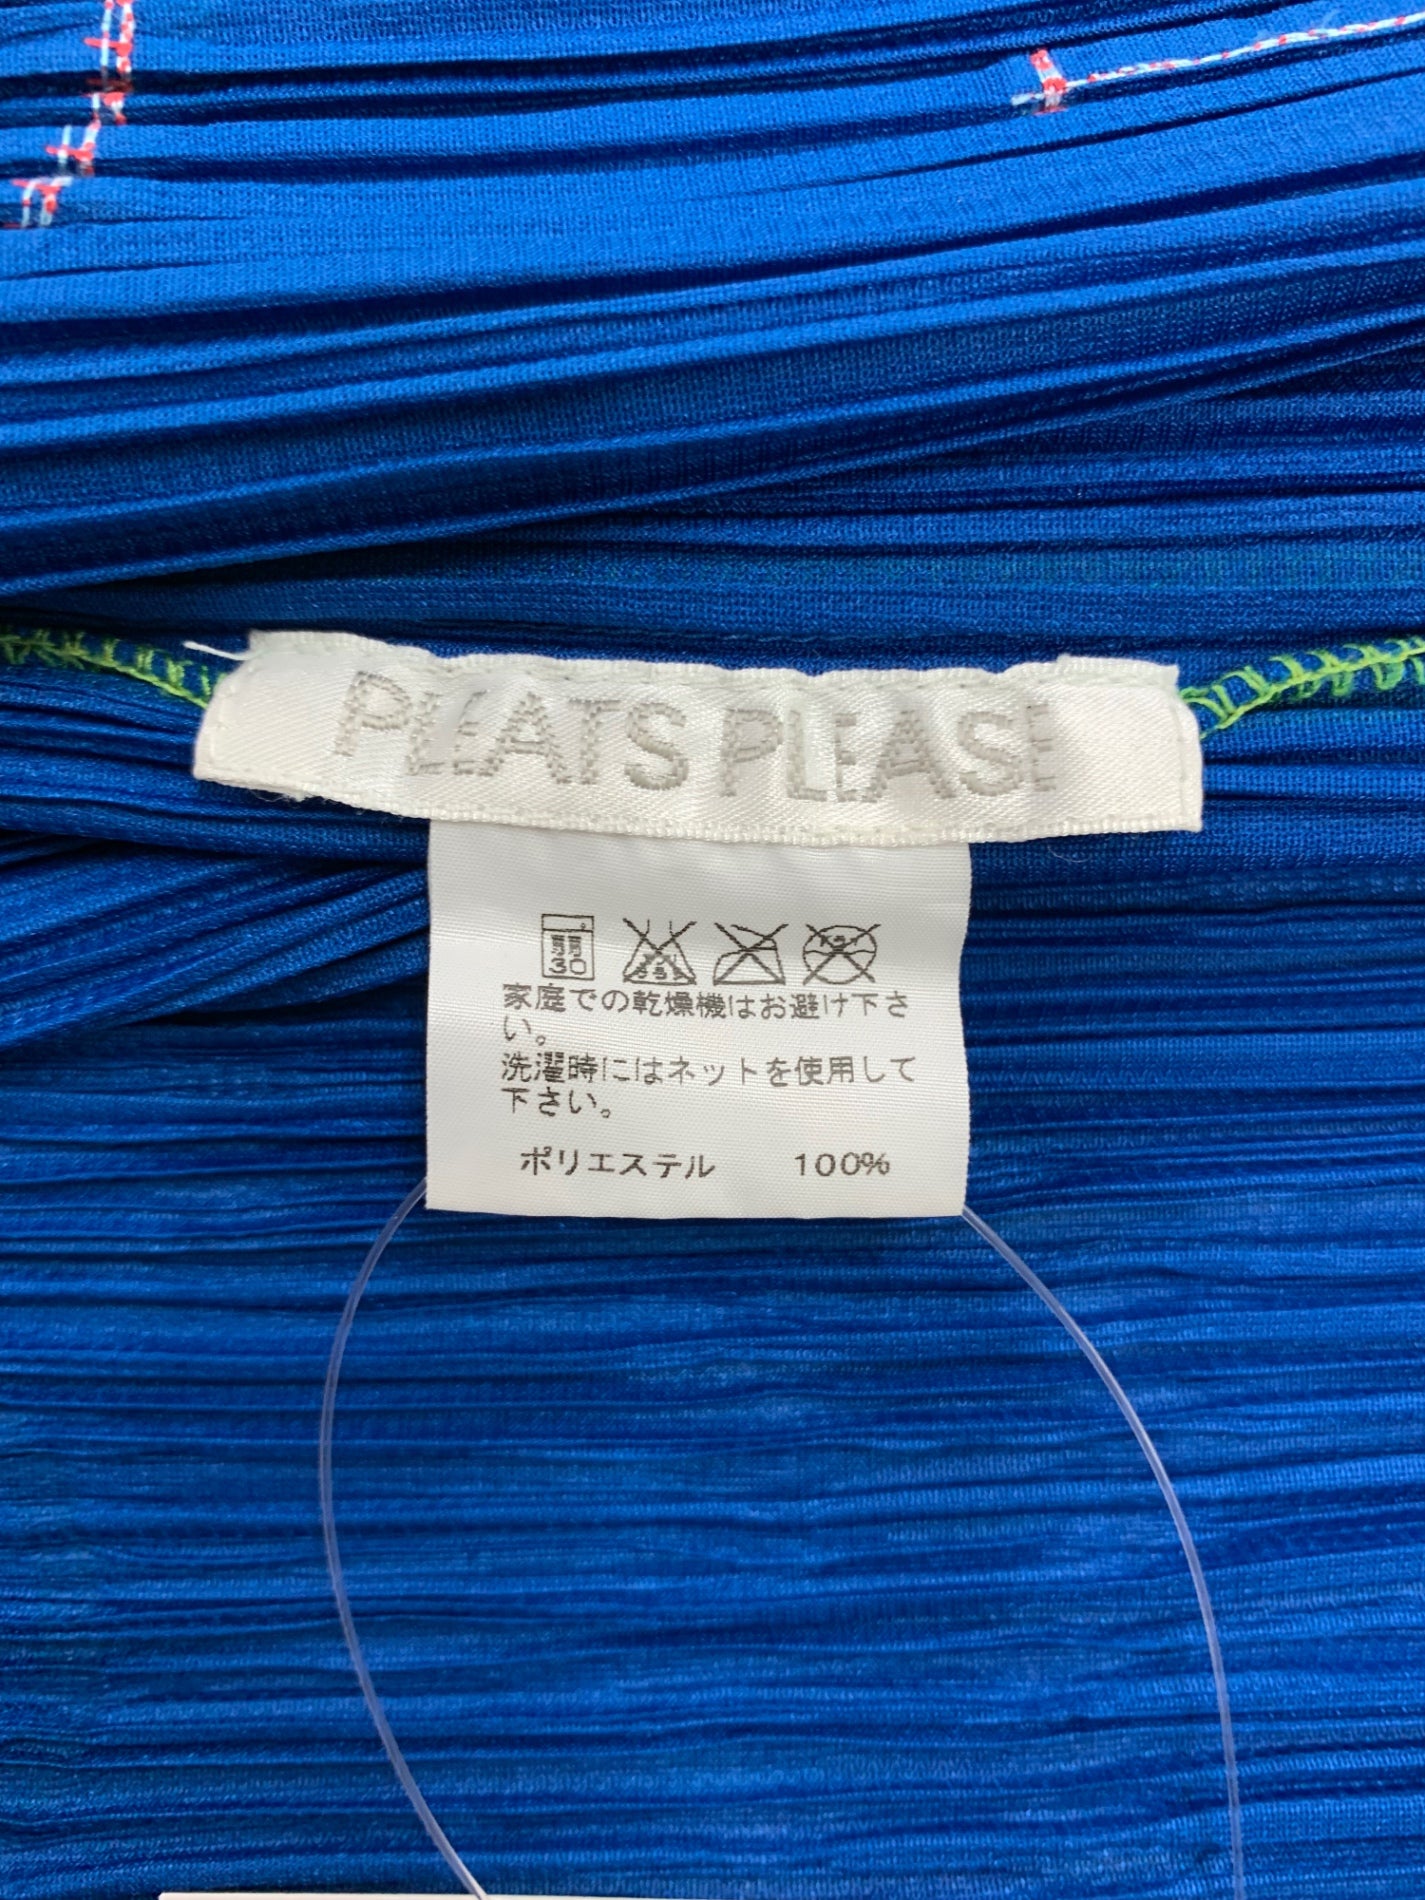 PLEATS PLEASE
30
家庭での乾燥機はお避け下さ
い。
洗濯時にはネットを使用して
下さい。
ポリエステル 100%